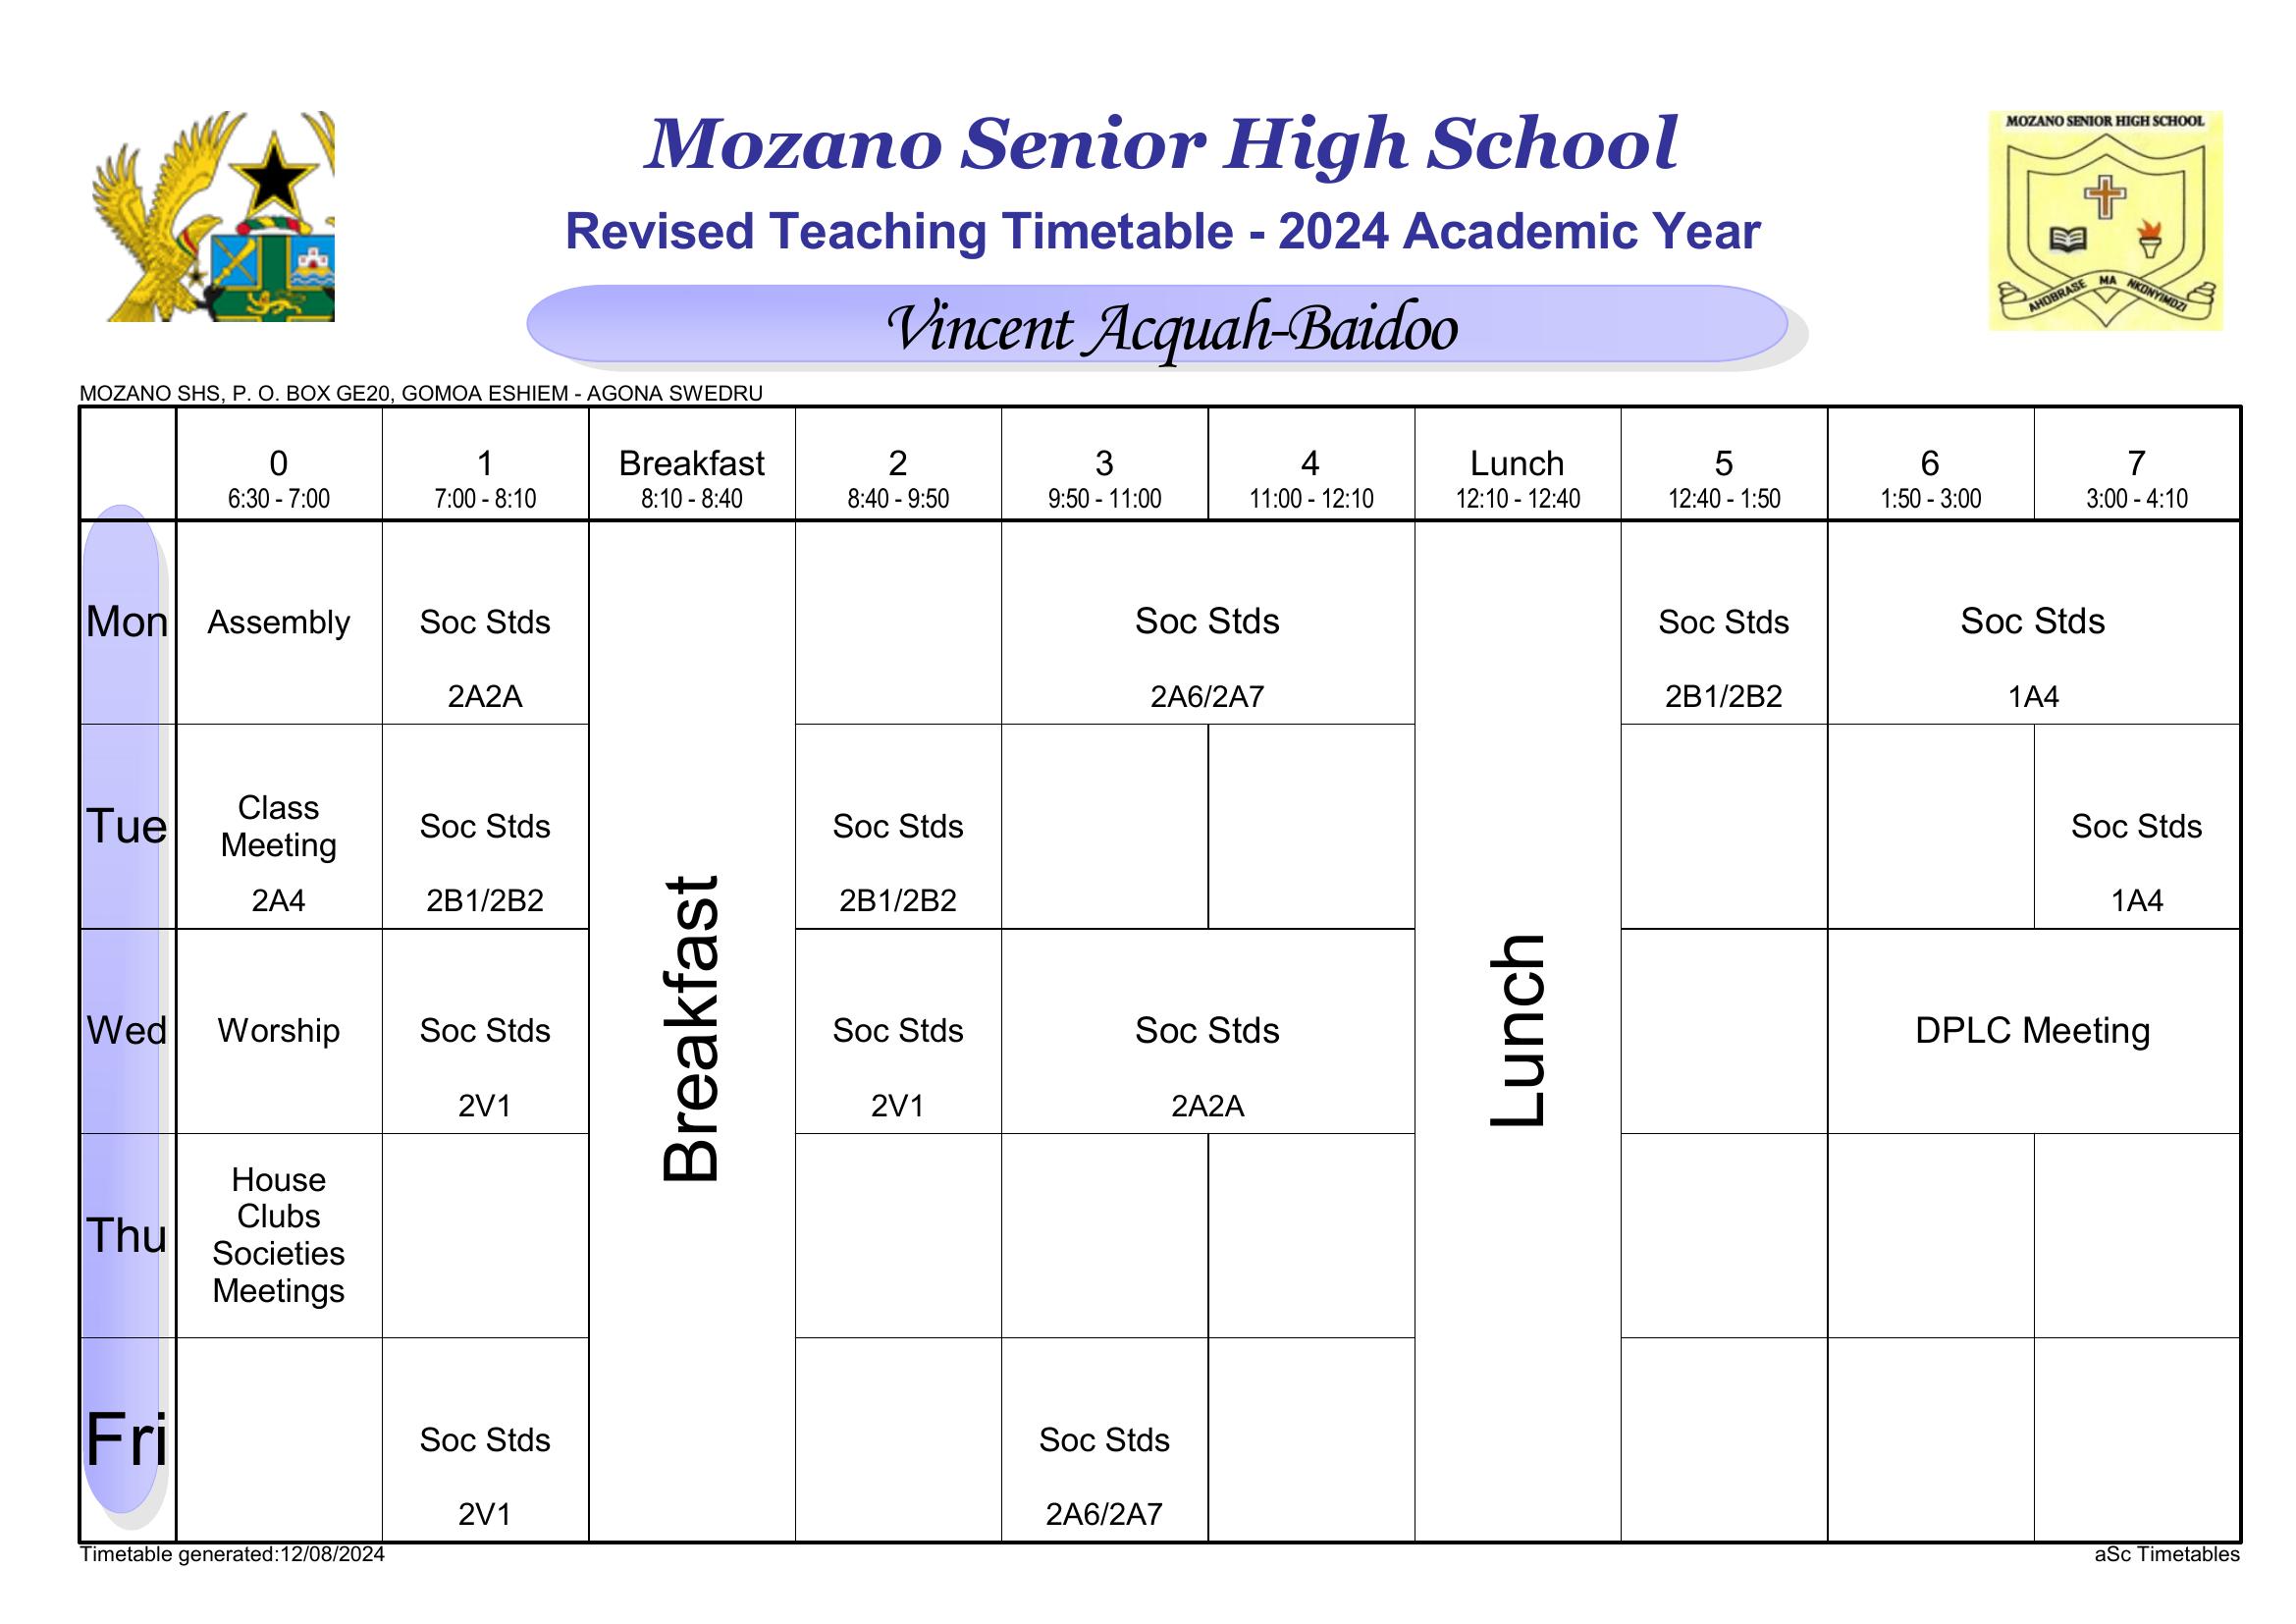 MOZANO SENIOR HIGH SCHOOL
AHOBRASE MA NKONYIMDZI
Mozano Senior High School
Revised Teaching Timetable - 2024 Academic Year
Vincent Acquah-Baidoo
MOZANO SHS, P. O. BOX GE20, GOMOA ESHIEM - AGONA SWEDRU
0 1 Breakfast 2 3 4 Lunch 5 6 7
6:30 - 7:00 7:00 - 8:10 8:10 - 8:40 8:40 - 9:50 9:50 - 11:00 11:00 - 12:10 12:10 - 12:40 12:40 - 1:50 1:50 - 3:00 3:00 - 4:10
Mon Assembly Soc Stds Soc Stds Soc Stds Soc Stds
2A2A 2A6/2A7 2B1/2B2 1A4
Class
Meeting
Tue Soc Stds Soc Stds Soc Stds
2A4 2B1/2B2 2B1/2B2 1A4
Breakfast
Lunch
Wed Worship Soc Stds Soc Stds Soc Stds DPLC Meeting
2V1 2V1 2A2A
House
Clubs
Thu
Societies
Meetings
Fri Soc Stds Soc Stds
2V1 2A6/2A7
Timetable generated:12/08/2024 aSc Timetables